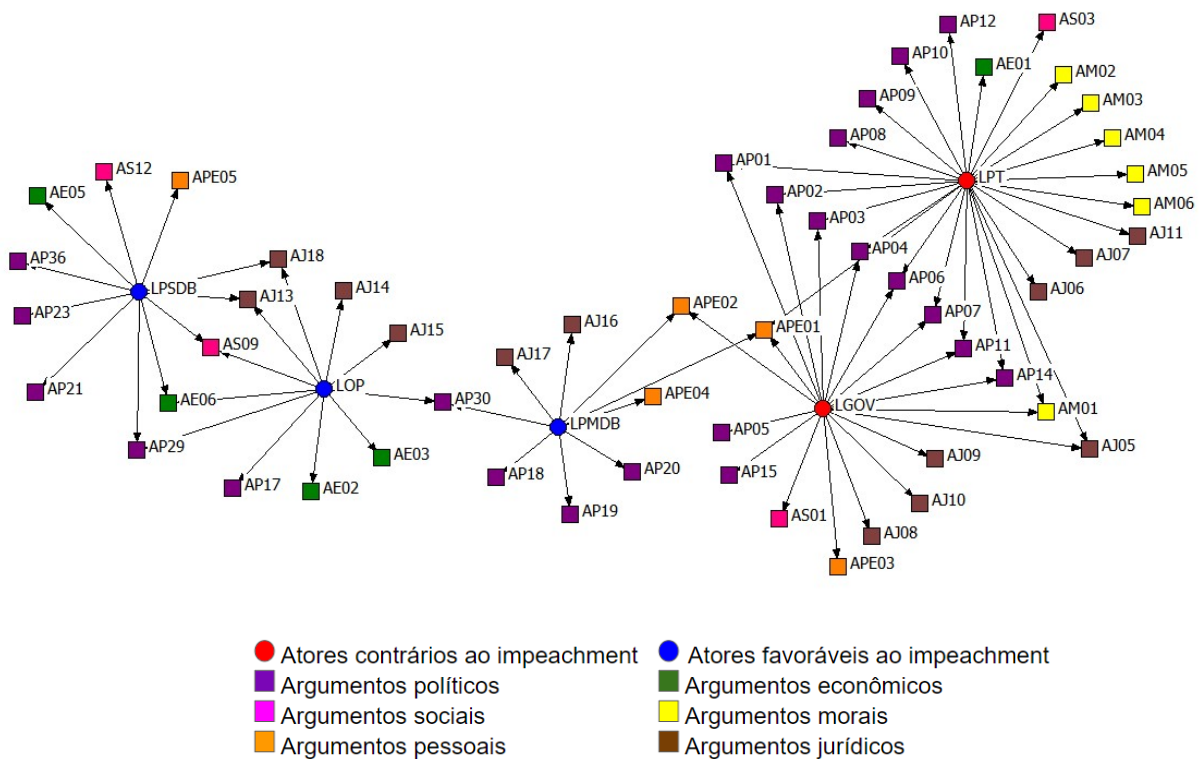 AP12
AS03
AP10
AE01
AM02
AP09
AM03
AP08
AM04
AP01
AS12
APE05
LPT
AM05
AE05
AP02
AM06
AP03
AJ11
AP36
AJ18
AP04
AJ07
LPSDB
AJ14
AP06
AJ06
AJ13
APE02
AP23
AJ16
APE01
AP07
AJ15
AS09
AJ17
AP11
AP21
LOP
AP14
AE06
AP30
APE04
LGOV
AM01
LPMDB
AP05
AP29
AE03
AJ09
AJ05
AP17
AE02
AP18
AP20
AP15
AP19
AS01
AJ10
AJ08
APE03
Atores contrários ao impeachment
Atores favoráveis ao impeachment
Argumentos políticos
Argumentos econômicos
Argumentos sociais
Argumentos morais
Argumentos pessoais
Argumentos jurídicos